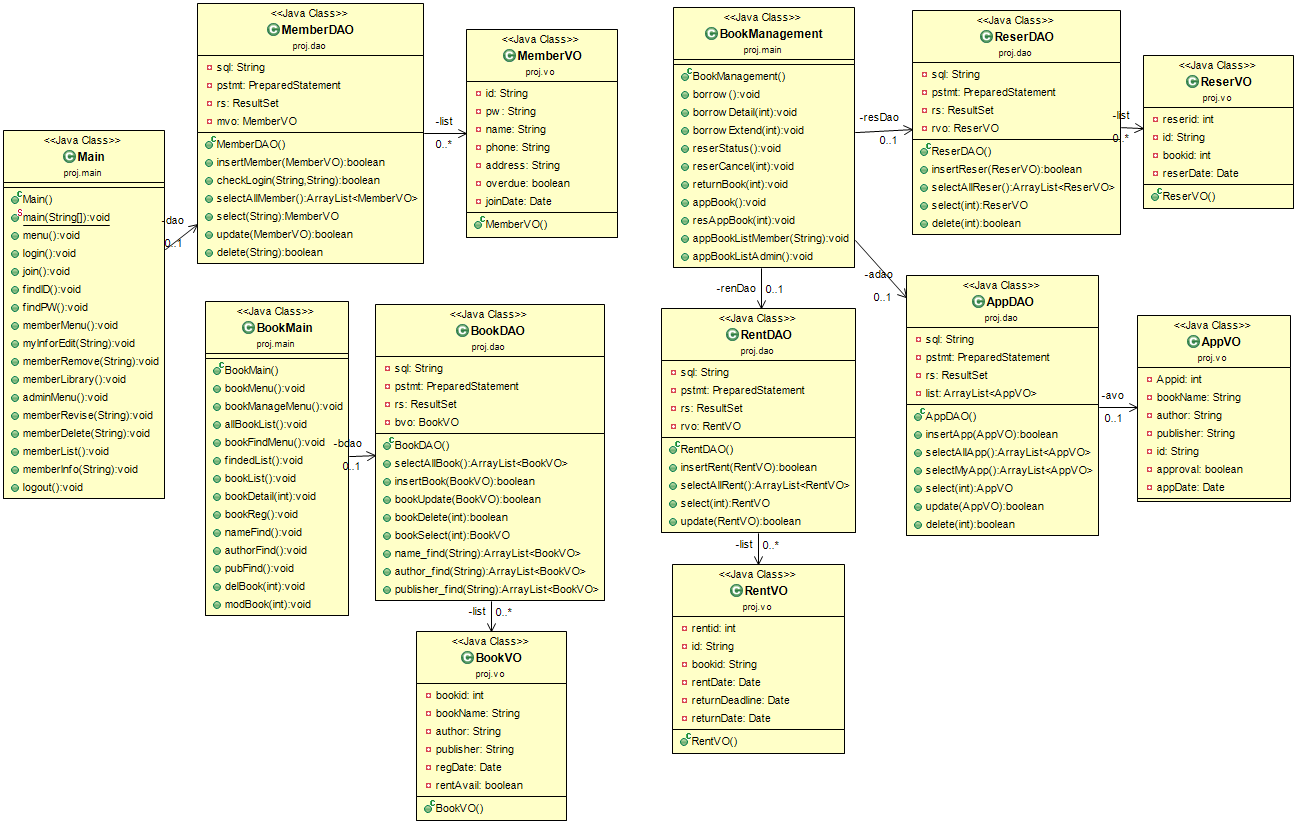 <<Java Class>>
Main
proj.main
Main()
main(String[]):void
menu():void
login():void
join():void
findID():void
findPW():void
memberMenu():void
myInforEdit(String):void
memberRemove(String):void
memberLibrary():void
adminMenu():void
memberRevise(String):void
memberDelete(String):void
memberList():void
memberInfo(String):void
logout():void
-dao
0..1
<<Java Class>>
MemberDAO
proj.dao
sql: String
pstmt: PreparedStatement
rs: ResultSet
mvo: MemberVO
MemberDAO()
insertMember(MemberVO):boolean
checkLogin(String,String):boolean
selectAllMember():ArrayList<MemberVO>
select(String):MemberVO
update(MemberVO):boolean
delete(String):boolean
-list
0..*
<<Java Class>>
MemberVO
proj.vo
id: String
pw : String
name: String
phone: String
address: String
overdue: boolean
joinDate: Date
MemberVO()
<<Java Class>>
BookMain
proj.main
BookMain()
bookMenu():void
bookManageMenu():void
allBookList():void
bookFindMenu():void
findedList():void
bookList():void
bookDetail(int):void
bookReg():void
nameFind():void
authorFind():void
pubFind():void
delBook(int):void
modBook(int):void
-bdao
0..1
<<Java Class>>
BookDAO
proj.dao
sql: String
pstmt: PreparedStatement
rs: ResultSet
bvo: BookVO
BookDAO()
selectAllBook():ArrayList<BookVO>
insertBook(BookVO):boolean
bookUpdate(BookVO):boolean
bookDelete(int):boolean
bookSelect(int):BookVO
name_find(String):ArrayList<BookVO>
author_find(String):ArrayList<BookVO>
publisher_find(String):ArrayList<BookVO>
-list
0..*
<<Java Class>>
BookVO
proj.vo
bookid: int
bookName: String
author: String
publisher: String
regDate: Date
rentAvail: boolean
BookVO()
<<Java Class>>
BookManagement
proj.main
BookManagement()
borrow ():void
borrow Detail(int):void
borrow Extend(int):void
reserStatus():void
reserCancel(int):void
returnBook(int):void
appBook():void
resAppBook(int):void
appBookListMember(String):void
appBookListAdmin():void
-resDao
0..1
<<Java Class>>
ReserDAO
proj.dao
sql: String
pstmt: PreparedStatement
rs: ResultSet
rvo: ReserVO
ReserDAO()
insertReser(ReserVO):boolean
selectAllReser():ArrayList<ReserVO>
select(int):ReserVO
delete(int):boolean
-list
0..*
<<Java Class>>
ReserVO
proj.vo
reserid: int
id: String
bookid: int
reserDate: Date
ReserVO()
-renDao
0..1
<<Java Class>>
RentDAO
proj.dao
sql: String
pstmt: PreparedStatement
rs: ResultSet
rvo: RentVO
RentDAO()
insertRent(RentVO):boolean
selectAllRent():ArrayList<RentVO>
select(int):RentVO
update(RentVO):boolean
-list
0..*
<<Java Class>>
RentVO
proj.vo
rentid: int
id: String
bookid: String
rentDate: Date
returnDeadline: Date
returnDate: Date
RentVO()
-adao
0..1
<<Java Class>>
AppDAO
proj.dao
sql: String
pstmt: PreparedStatement
rs: ResultSet
list: ArrayList<AppVO>
AppDAO()
insertApp(AppVO):boolean
selectAllApp():ArrayList<AppVO>
selectMyApp():ArrayList<AppVO>
select(int):AppVO
update(AppVO):boolean
delete(int):boolean
-avo
0..1
<<Java Class>>
AppVO
proj.vo
Appid: int
bookName: String
author: String
publisher: String
id: String
approval: boolean
appDate: Date